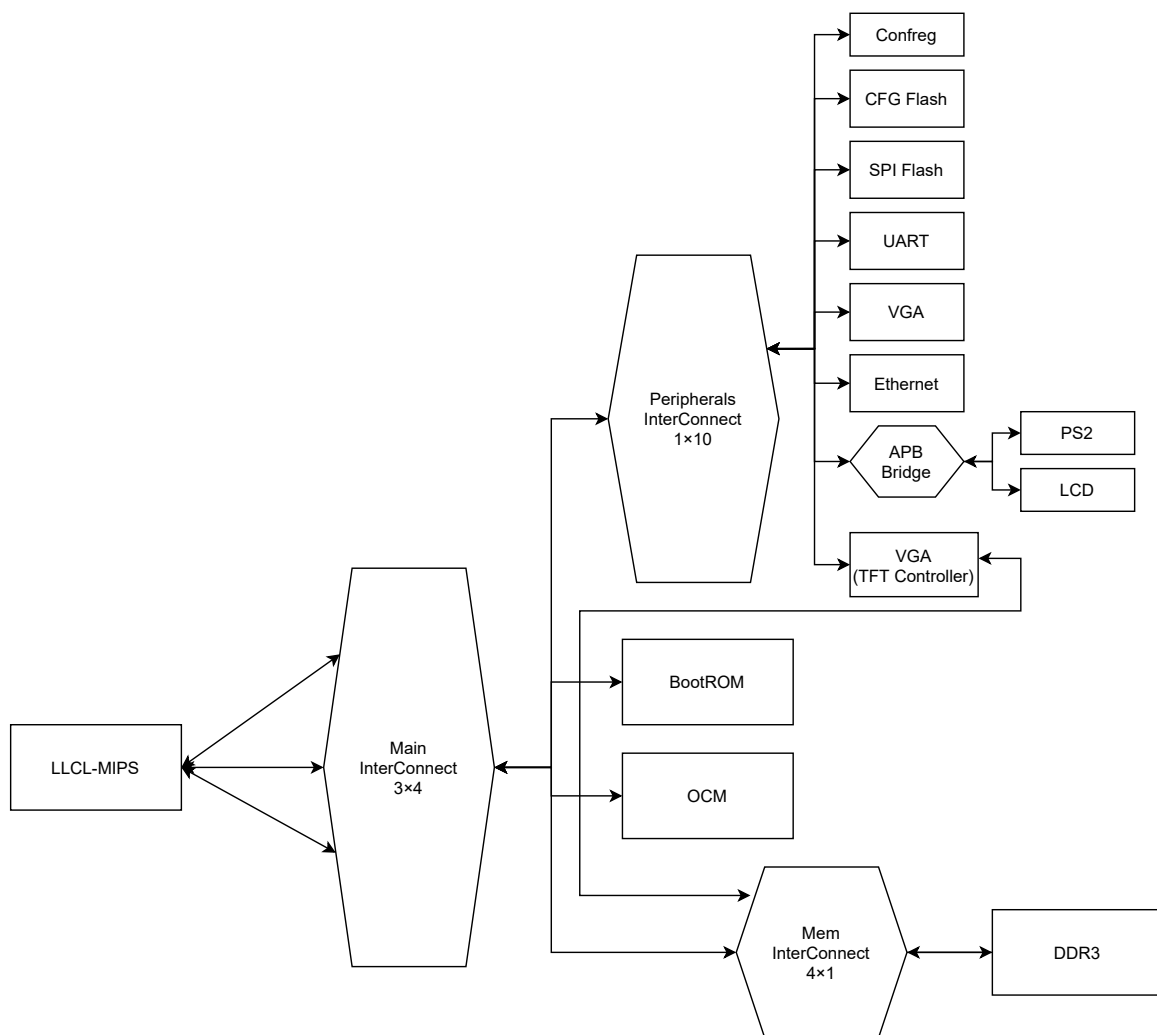 Confreg
CFG Flash
SPI Flash
UART
VGA
Ethernet
Peripherals
InterConnect
1×10
APB
Bridge
PS2
LCD
VGA
(TFT Controller)
BootROM
LLCL-MIPS
Main
InterConnect
3×4
OCM
Mem
InterConnect
4×1
DDR3